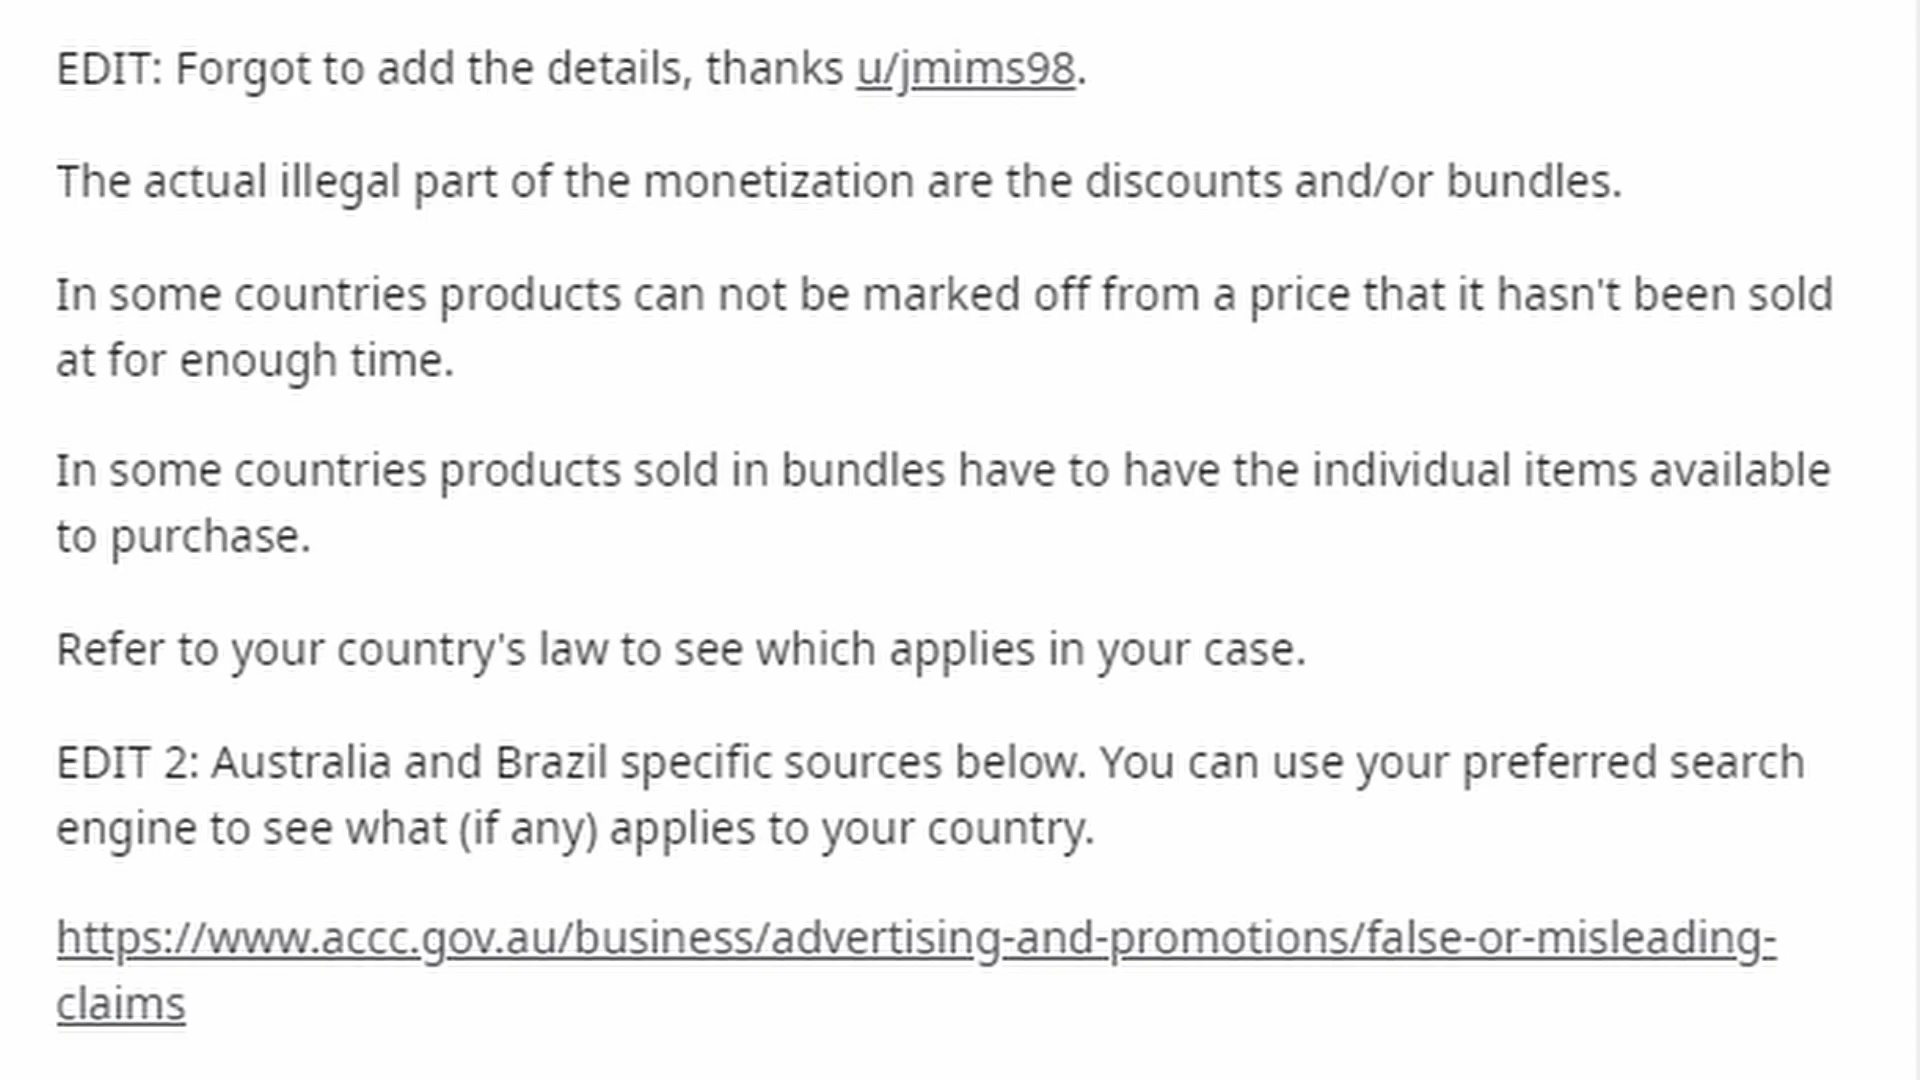 EDIT: Forgot to add the details, thanks u/jmims98.
The actual illegal part of the monetization are the discounts and/or bundles.
In some countries products can not be marked off from a price that it hasn't been sold
at for enough time.
In some countries products sold in bundles have to have the individual items available
to purchase.
Refer to your country's law to see which applies in your case.
EDIT 2: Australia and Brazil specific sources below. You can use your preferred search
engine to see what (if any) applies to your country.
https://www.accc.gov.au/business/advertising-and-promotions/false-or-misleading-
claims